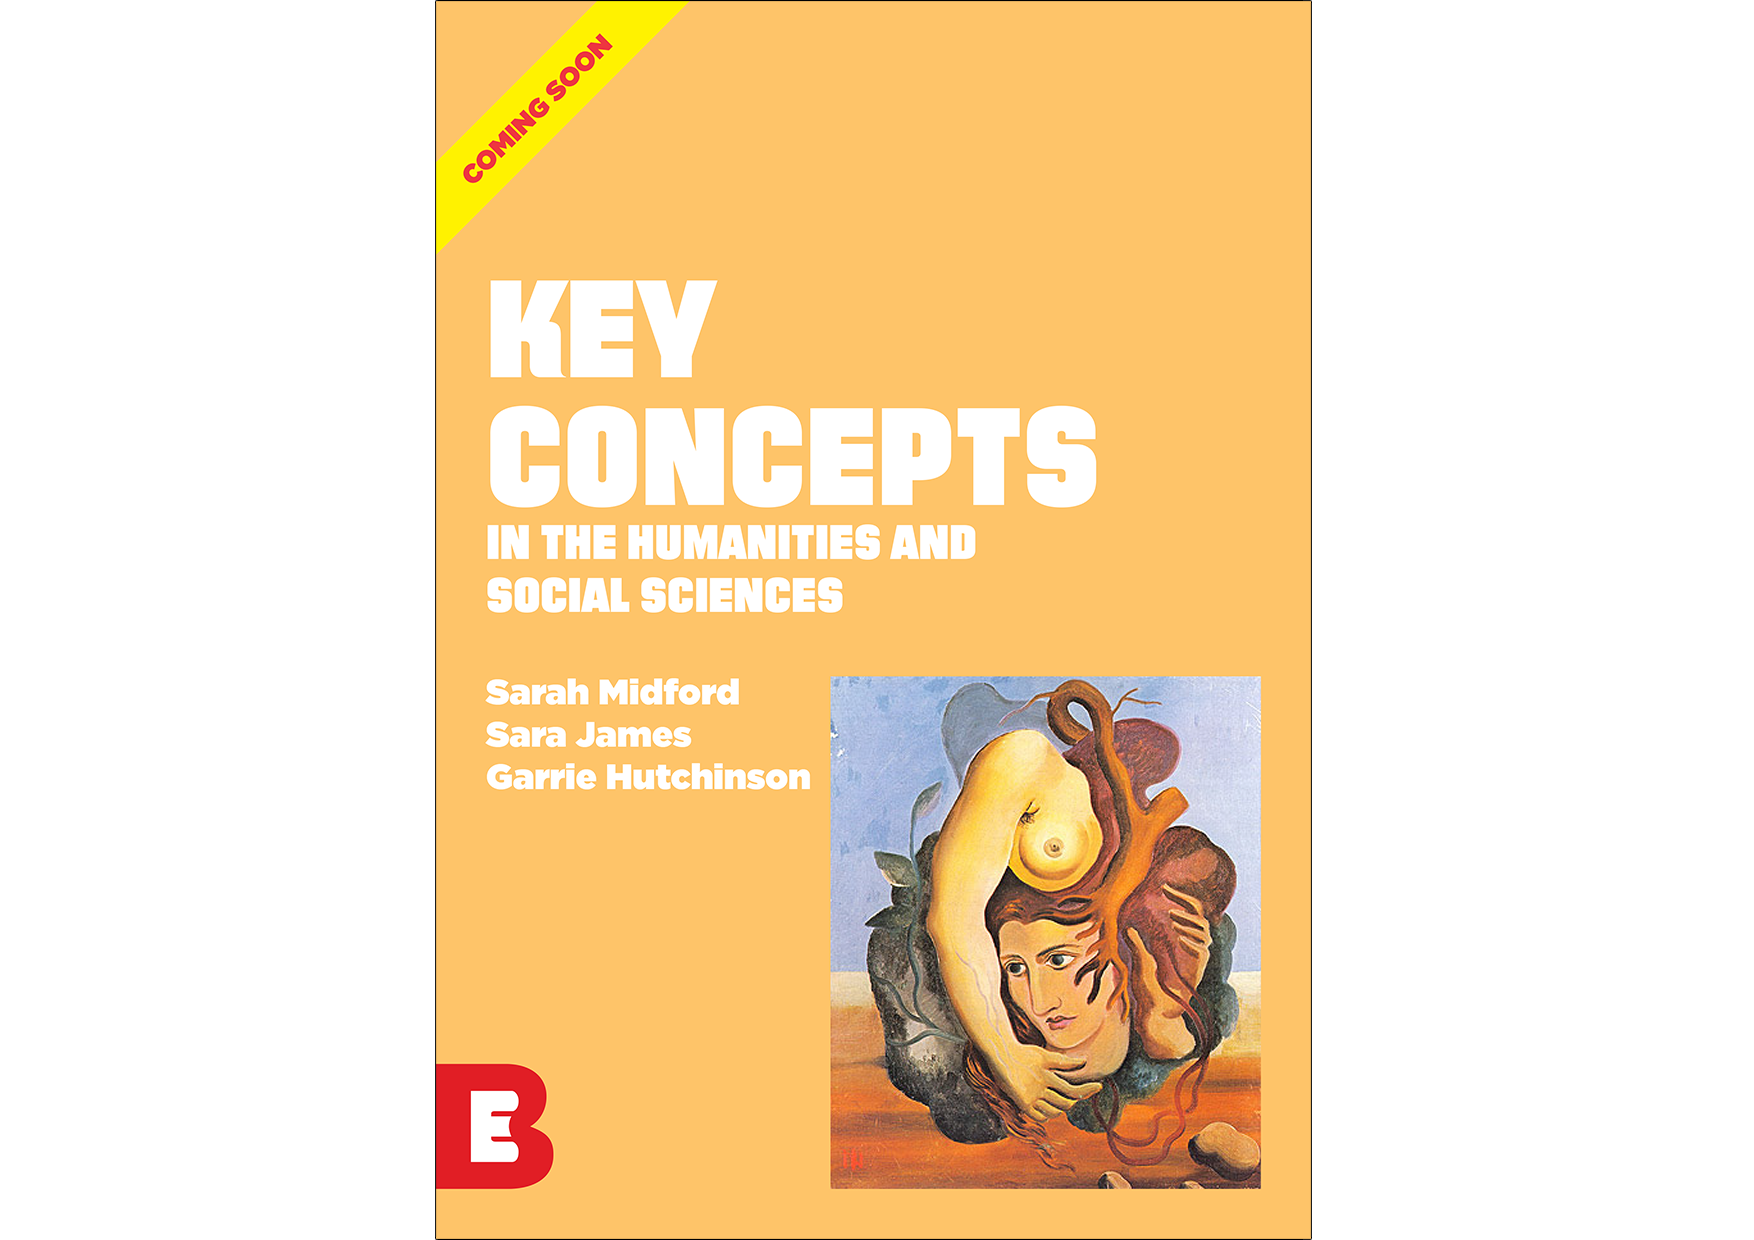 COMING SOON
KEY
CONCEPTS
IN THE HUMANITIES AND
SOCIAL SCIENCES
Sarah Midford
Sara James
Garrie Hutchinson
E